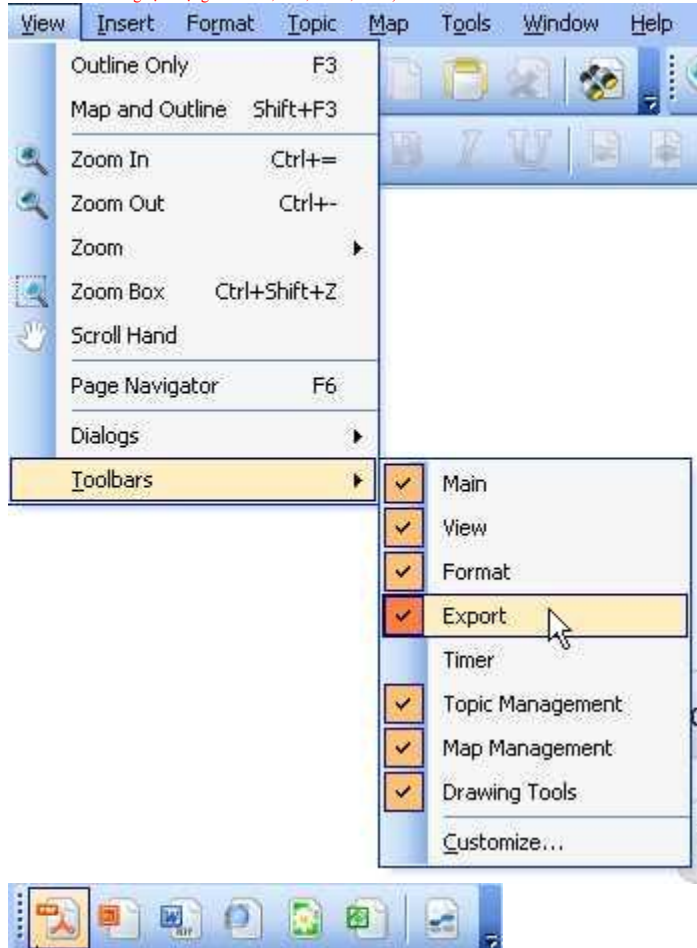 View Insert Format Topic Map Tools Window Help
Outline Only F3
Map and Outline Shift+F3
B I U
Zoom In Ctrl+=
Zoom Out Ctrl+-
Zoom
Zoom Box Ctrl+Shift+Z
Scroll Hand
Page Navigator F6
Dialogs
Toolbars
Main
View
Format
Export
Timer
Topic Management
Map Management
Drawing Tools
Customize...